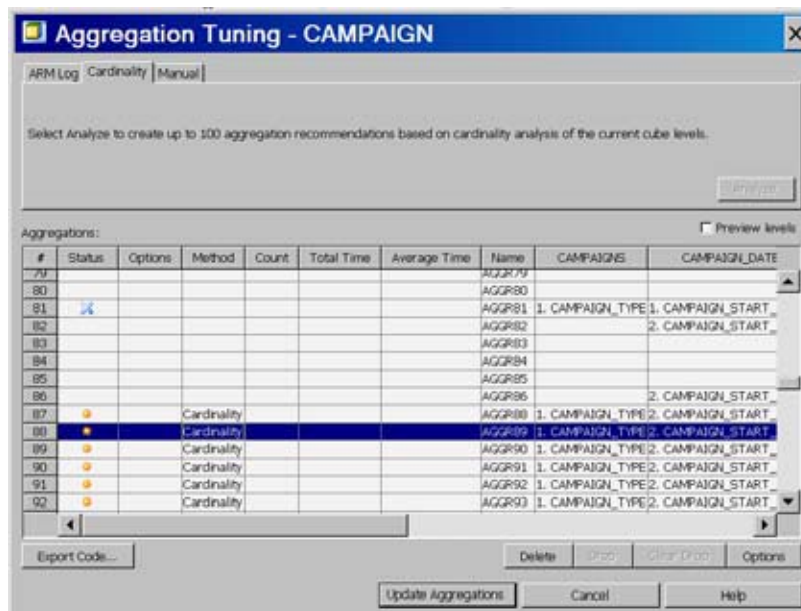 Aggregation Tuning - CAMPAIGN
ARM Log Cardinality Manual
Select Analyze to create up to 100 aggregation recommendations based on cardinality analysis of the current cube levels.
Analyze
Aggregations: Preview levels
# Status Options Method Count Total Time Average Time Name CAMPAIGNS CAMPAIGN_DATE
79 AGGR79
80 AGGR80
81 AGGR81 1. CAMPAIGN_TYPE 1. CAMPAIGN_START_
82 AGGR82 2. CAMPAIGN_START_
83 AGGR83
84 AGGR84
85 AGGR85
86 AGGR86 2. CAMPAIGN_START_
87 Cardinality AGGR88 1. CAMPAIGN_TYPE 2. CAMPAIGN_START_
88 Cardinality AGGR89 1. CAMPAIGN_TYPE 2. CAMPAIGN_START_
89 Cardinality AGGR90 1. CAMPAIGN_TYPE 2. CAMPAIGN_START_
90 Cardinality AGGR91 1. CAMPAIGN_TYPE 2. CAMPAIGN_START_
91 Cardinality AGGR92 1. CAMPAIGN_TYPE 2. CAMPAIGN_START_
92 Cardinality AGGR93 1. CAMPAIGN_TYPE 2. CAMPAIGN_START_
Export Code... Delete Drop Clear Drop Options
Update Aggregations Cancel Help